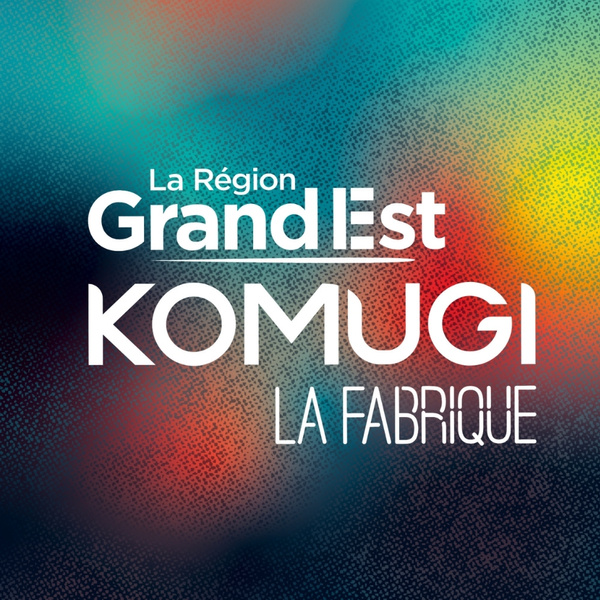 La Région
Grand Est
KOMUGI
LA FABRIQUE